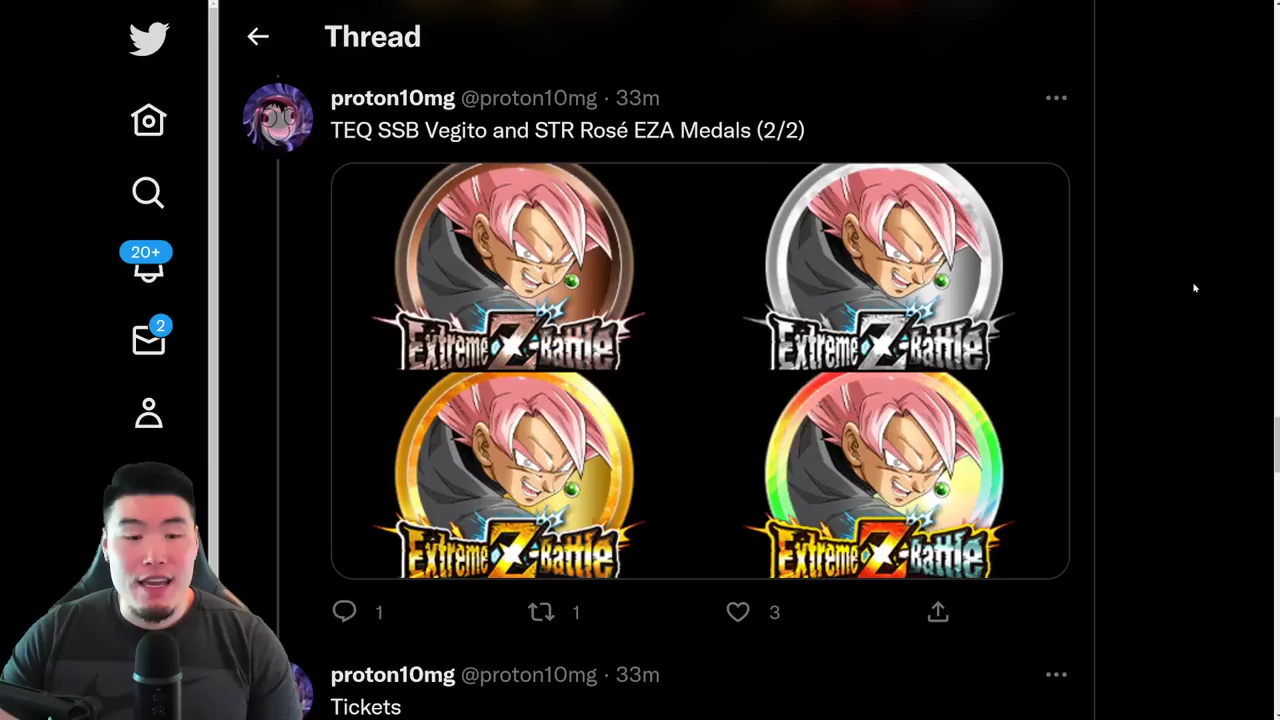 Thread
proton10mg @proton10mg · 33m
TEQ SSB Vegito and STR Rosé EZA Medals (2/2)
20+
2
Extreme Z-Battle
Extreme Z-Battle
Extreme Z-Battle
Extreme Z-Battle
1
1
3
proton10mg @proton10mg · 33m
Tickets